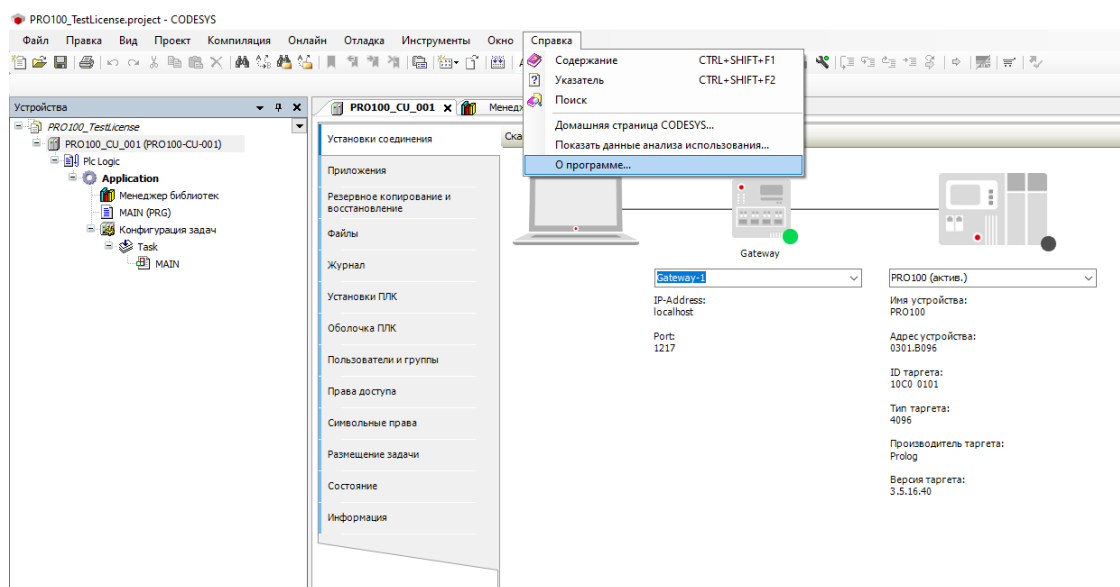 PRO100_TestLicense.project - CODESYS
Файл Правка Вид Проект Компиляция Онлайн Отладка Инструменты Окно Справка
Содержание CTRL+SHIFT+F1
Указатель CTRL+SHIFT+F2
Поиск
Домашняя страница CODESYS...
Показать данные анализа использования...
О программе...
Устройства
PRO100_TestLicense
PRO100_CU_001 (PRO100-CU-001)
Plc Logic
Application
Менеджер библиотек
MAIN (PRG)
Конфигурация задач
Task
MAIN
PRO100_CU_001
Установки соединения
Приложения
Резервное копирование и
восстановление
Файлы
Журнал
Установки ПЛК
Оболочка ПЛК
Пользователи и группы
Права доступа
Символьные права
Размещение задачи
Состояние
Информация
Gateway
Gateway-1
IP-Address:
localhost
Port:
1217
PRO100 (актив.)
Имя устройства:
PRO100
Адрес устройства:
0301.B096
ID таргета:
10C0 0101
Тип таргета:
4096
Производитель таргета:
Prolog
Версия таргета:
3.5.16.40